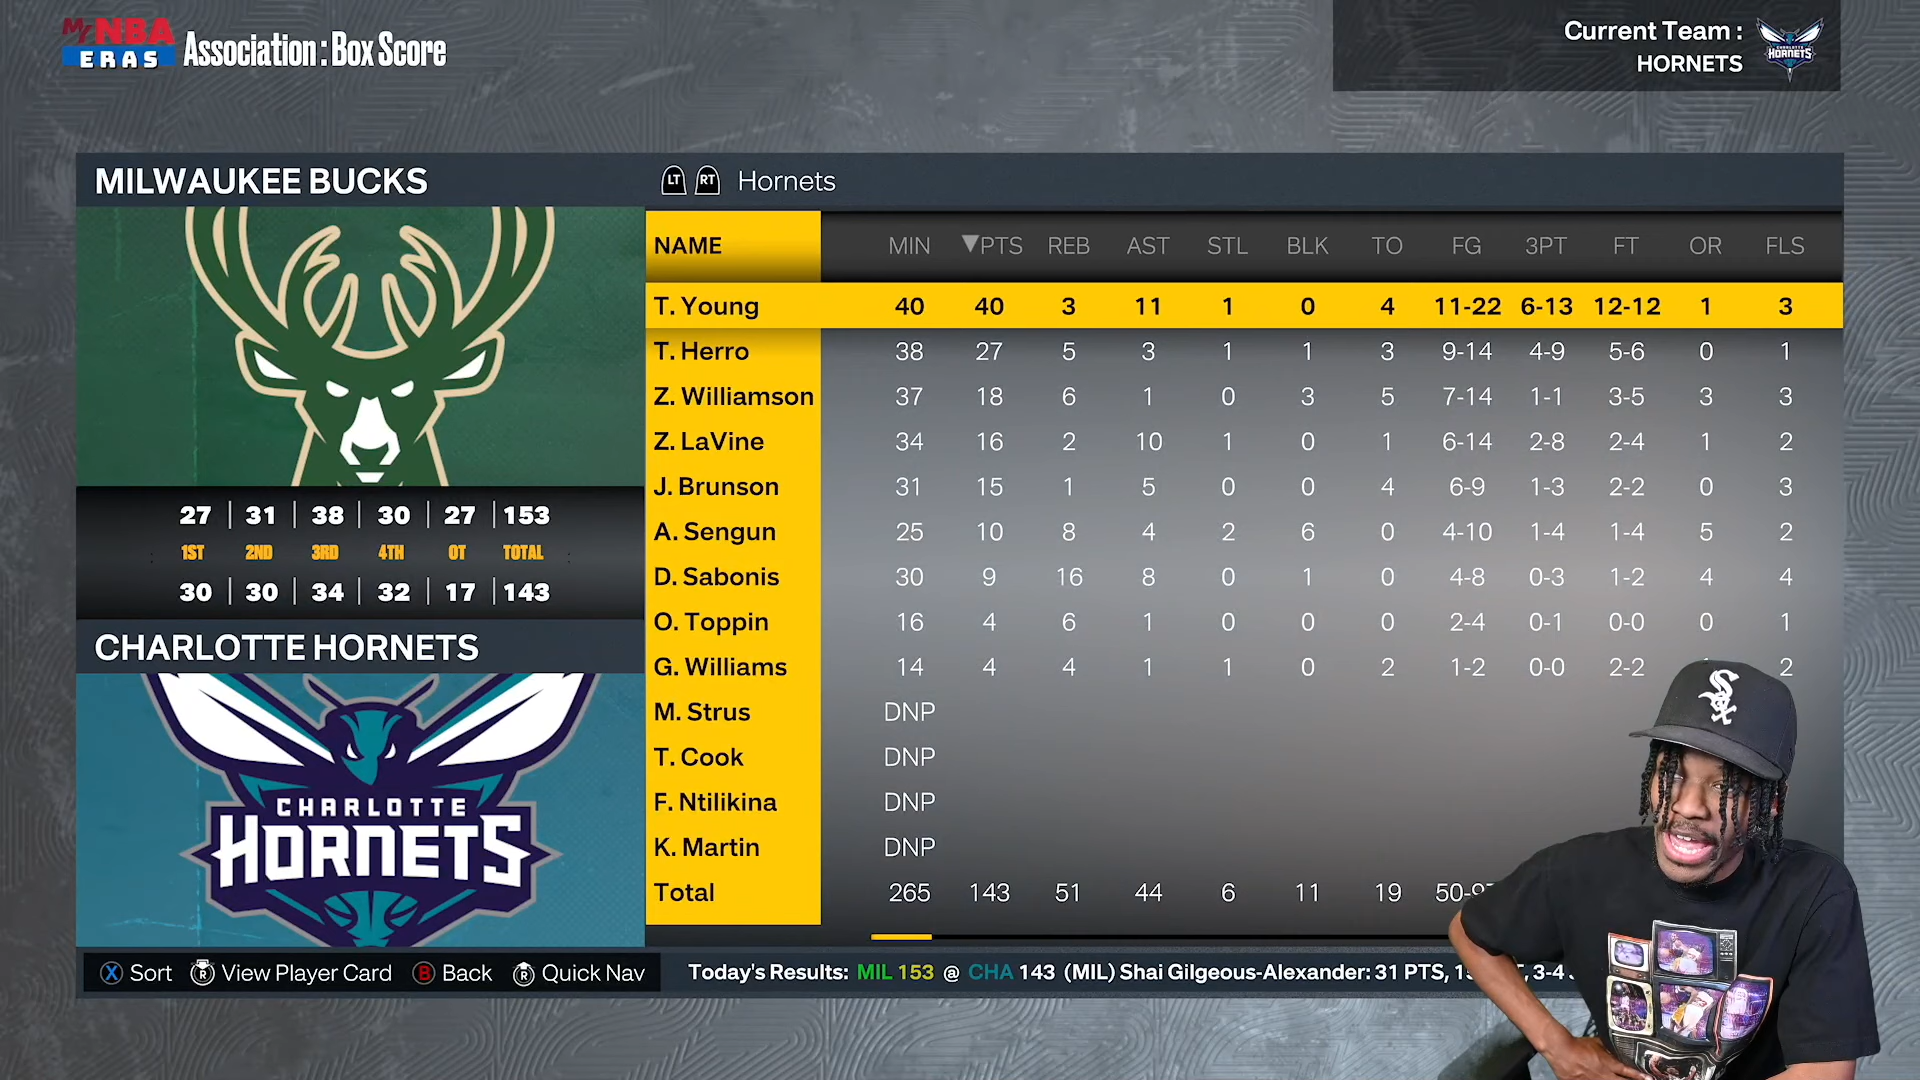 MyNBA ERAS Association : Box Score
Current Team :
HORNETS
CHARLOTTE HORNETS
MILWAUKEE BUCKS
27 31 38 30 27 153
1ST 2ND 3RD 4TH OT TOTAL
30 30 34 32 17 143
CHARLOTTE HORNETS
CHARLOTTE
HORNETS
LT RT Hornets
NAME MIN ▼PTS REB AST STL BLK TO FG 3PT FT OR FLS
T. Young 40 40 3 11 1 0 4 11-22 6-13 12-12 1 3
T. Herro 38 27 5 3 1 1 3 9-14 4-9 5-6 0 1
Z. Williamson 37 18 6 1 0 3 5 7-14 1-1 3-5 3 3
Z. LaVine 34 16 2 10 1 0 1 6-14 2-8 2-4 1 2
J. Brunson 31 15 1 5 0 0 4 6-9 1-3 2-2 0 3
A. Sengun 25 10 8 4 2 6 0 4-10 1-4 1-4 5 2
D. Sabonis 30 9 16 8 0 1 0 4-8 0-3 1-2 4 4
O. Toppin 16 4 6 1 0 0 0 2-4 0-1 0-0 0 1
G. Williams 14 4 4 1 1 0 2 1-2 0-0 2-2 2
M. Strus DNP
T. Cook DNP
F. Ntilikina DNP
K. Martin DNP
Total 265 143 51 44 6 11 19
X Sort R View Player Card B Back R Quick Nav
Today's Results: MIL 153 @ CHA 143 (MIL) Shai Gilgeous-Alexander: 31 PTS, 3-4
Sox